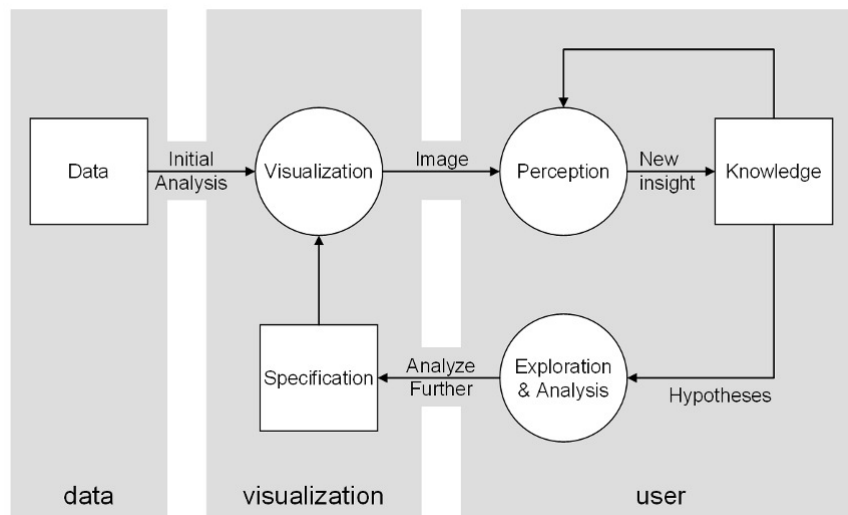 Data
Initial
Analysis
Visualization
Image
Perception
New
insight
Knowledge
Specification
Analyze
Further
Exploration
& Analysis
Hypotheses
data
visualization
user